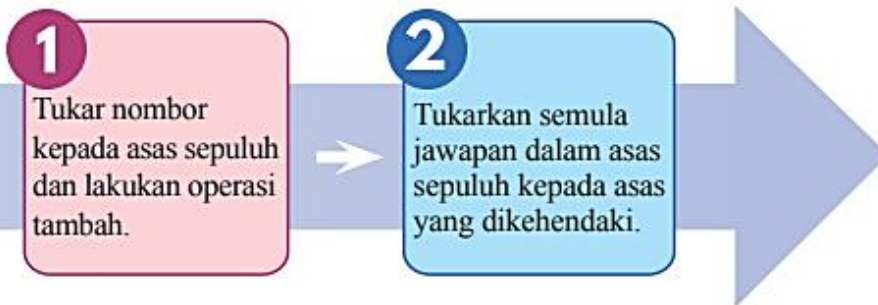 1
Tukar nombor
kepada asas sepuluh
dan lakukan operasi
tambah.
2
Tukarkan semula
jawapan dalam asas
sepuluh kepada asas
yang dikehendaki.